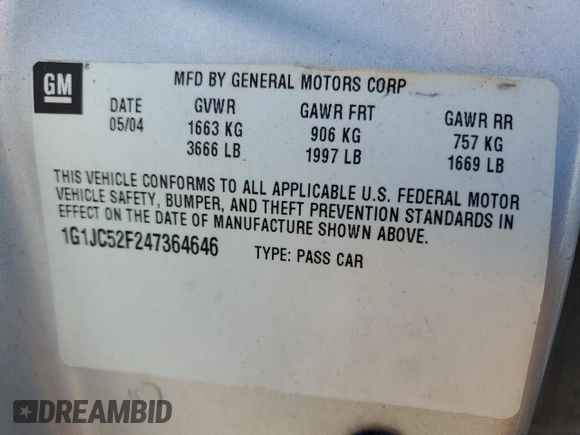 GM
MFD BY GENERAL MOTORS CORP
DATE GVWR GAWR FRT GAWR RR
05/04 1663 KG 906 KG 757 KG
3666 LB 1997 LB 1669 LB
THIS VEHICLE CONFORMS TO ALL APPLICABLE U.S. FEDERAL MOTOR
VEHICLE SAFETY, BUMPER, AND THEFT PREVENTION STANDARDS IN
EFFECT ON THE DATE OF MANUFACTURE SHOWN ABOVE.
1G1JC52F247364646 TYPE: PASS CAR
DREAMBID